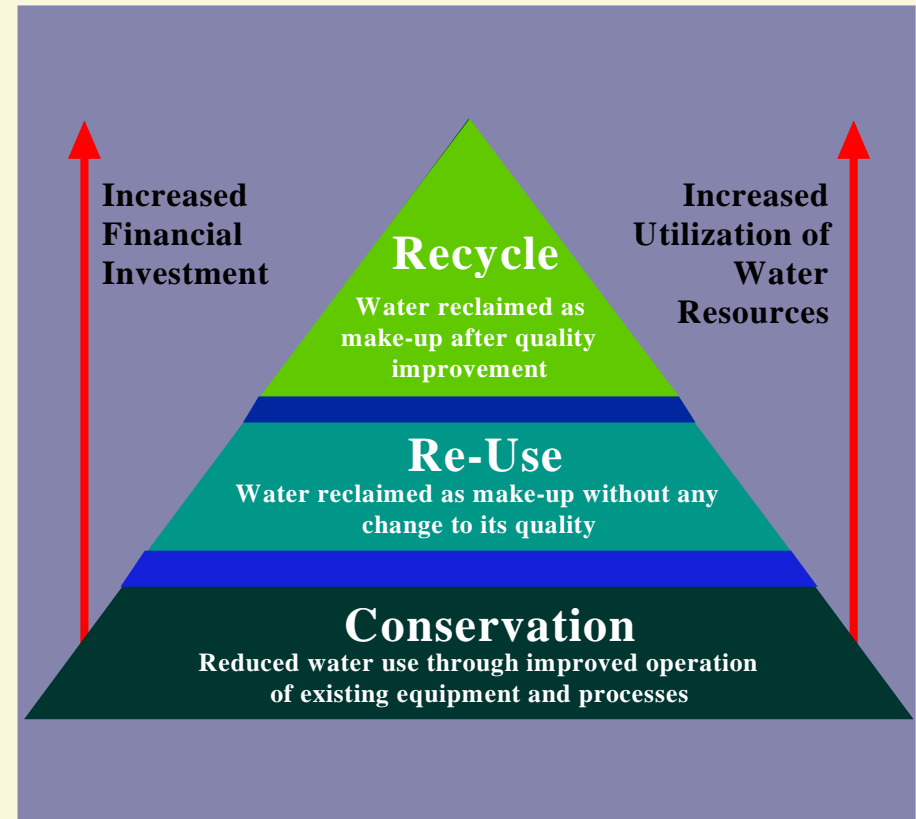 Increased
Financial
Investment
Increased
Utilization of
Water
Resources
Recycle
Water reclaimed as
make-up after quality
improvement
Re-Use
Water reclaimed as make-up without any
change to its quality
Conservation
Reduced water use through improved operation
of existing equipment and processes